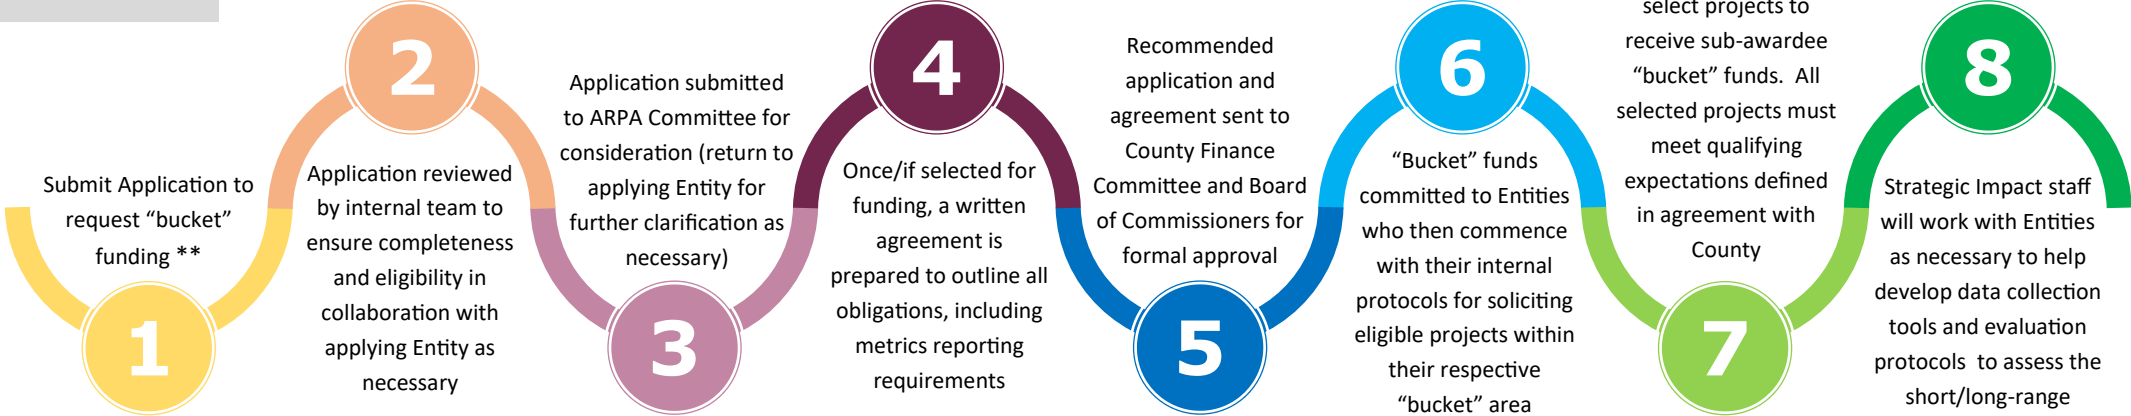 1
Submit Application to
request “bucket”
funding **
2
Application reviewed
by internal team to
ensure completeness
and eligibility in
collaboration with
applying Entity as
necessary
3
Application submitted
to ARPA Committee for
consideration (return to
applying Entity for
further clarification as
necessary)
4
Once/if selected for
funding, a written
agreement is
prepared to outline all
obligations, including
metrics reporting
requirements
5
Recommended
application and
agreement sent to
County Finance
Committee and Board
of Commissioners for
formal approval
6
“Bucket” funds
committed to Entities
who then commence
with their internal
protocols for soliciting
eligible projects within
their respective
“bucket” area
7
select projects to
receive sub-awardee
“bucket” funds.  All
selected projects must
meet qualifying
expectations defined
in agreement with
County
8
Strategic Impact staff
will work with Entities
as necessary to help
develop data collection
tools and evaluation
protocols  to assess the
short/long-range